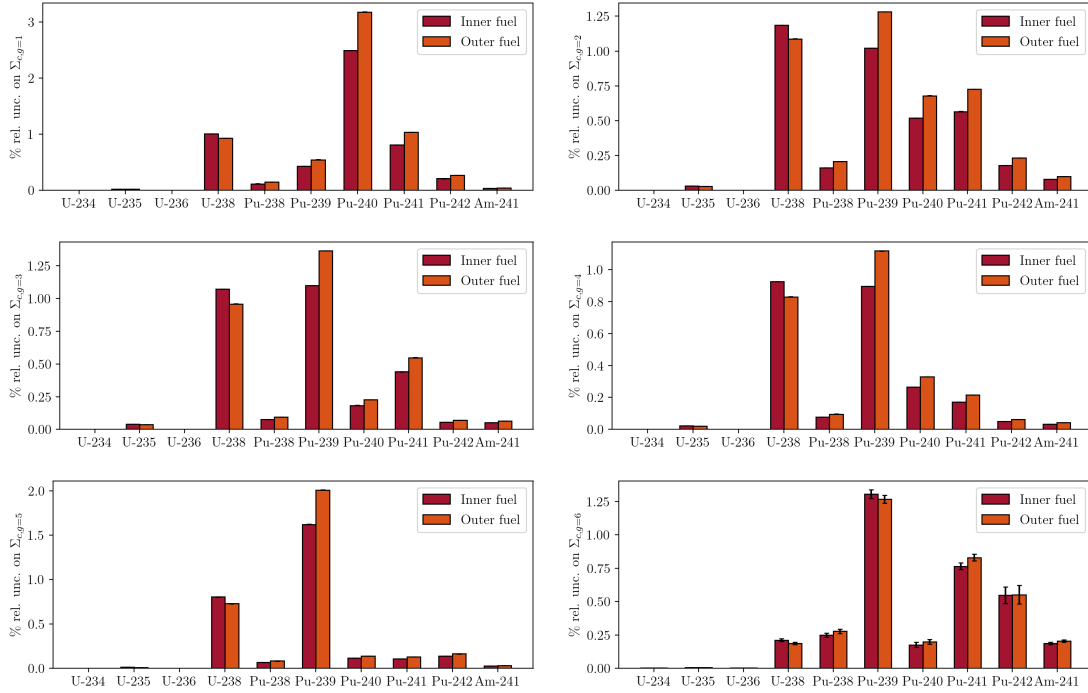 % rel. unc. on Σc,g=1
3
2
1
0
Inner fuel
Outer fuel
U-234 U-235 U-236 U-238 Pu-238 Pu-239 Pu-240 Pu-241 Pu-242 Am-241
% rel. unc. on Σc,g=2
1.25
1.00
0.75
0.50
0.25
0.00
Inner fuel
Outer fuel
U-234 U-235 U-236 U-238 Pu-238 Pu-239 Pu-240 Pu-241 Pu-242 Am-241
% rel. unc. on Σc,g=3
1.25
1.00
0.75
0.50
0.25
0.00
Inner fuel
Outer fuel
U-234 U-235 U-236 U-238 Pu-238 Pu-239 Pu-240 Pu-241 Pu-242 Am-241
% rel. unc. on Σc,g=4
1.0
0.8
0.6
0.4
0.2
0.0
Inner fuel
Outer fuel
U-234 U-235 U-236 U-238 Pu-238 Pu-239 Pu-240 Pu-241 Pu-242 Am-241
% rel. unc. on Σc,g=5
2.0
1.5
1.0
0.5
0.0
Inner fuel
Outer fuel
U-234 U-235 U-236 U-238 Pu-238 Pu-239 Pu-240 Pu-241 Pu-242 Am-241
% rel. unc. on Σc,g=6
1.25
1.00
0.75
0.50
0.25
0.00
Inner fuel
Outer fuel
U-234 U-235 U-236 U-238 Pu-238 Pu-239 Pu-240 Pu-241 Pu-242 Am-241